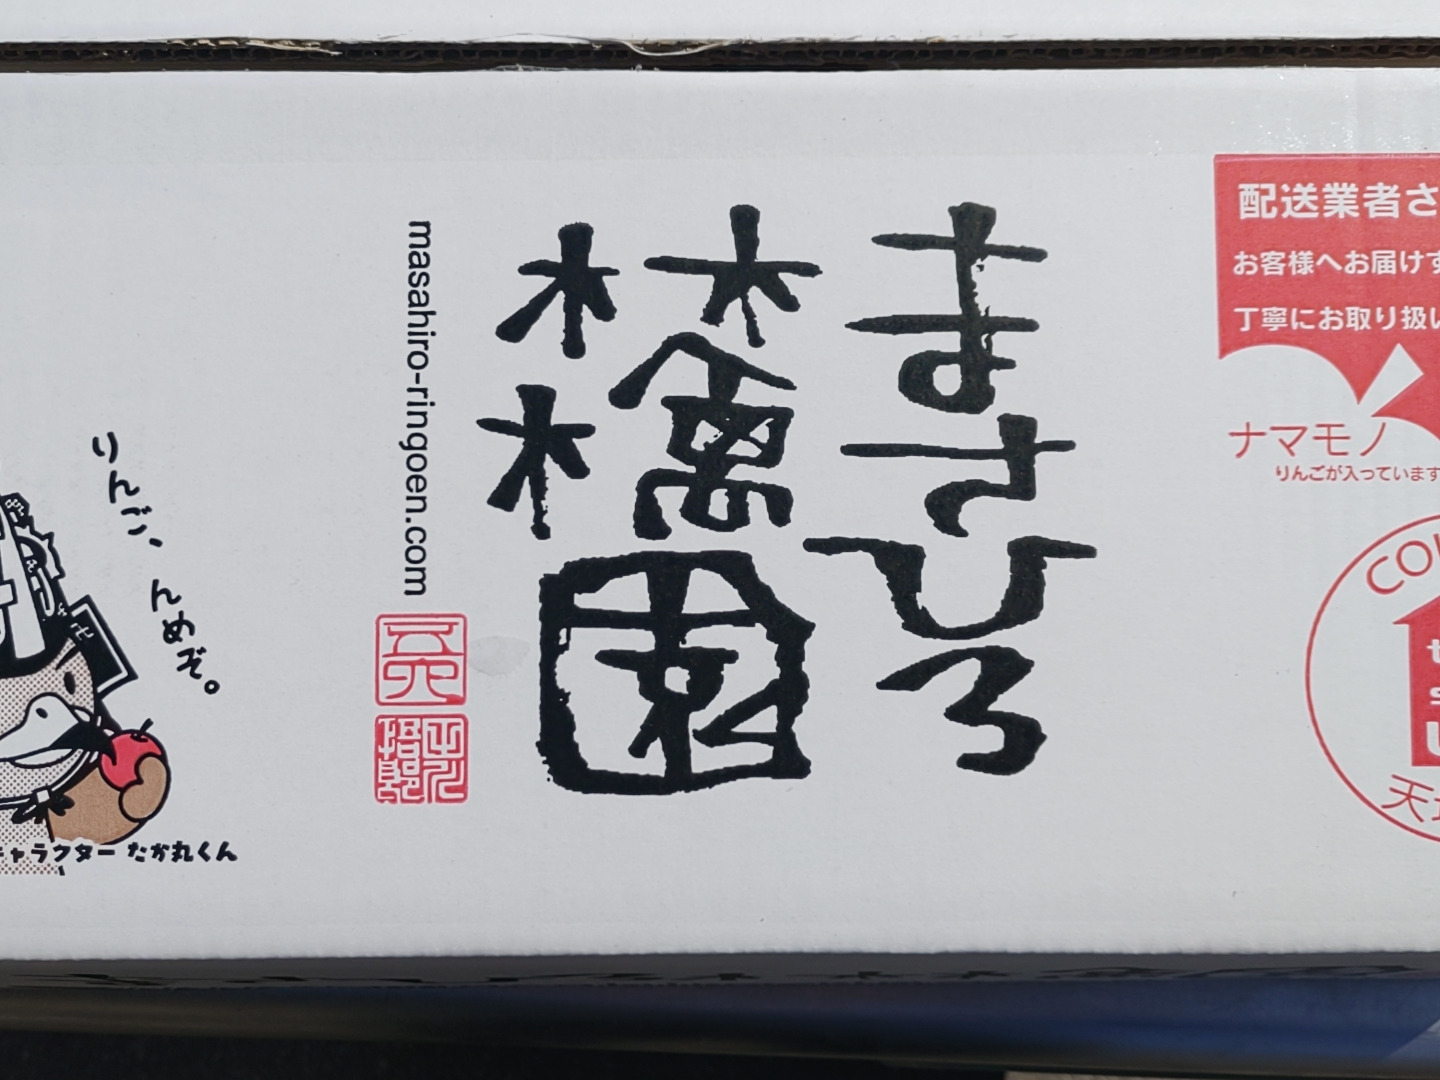 配送業者さ
お客様へお届けす
丁寧にお取り扱い
ナマモノ
りんごが入っています
まさひろ
林檎園
masahiro-ringoen.com
りんご、んめぞ。
キャラクター たか丸くん